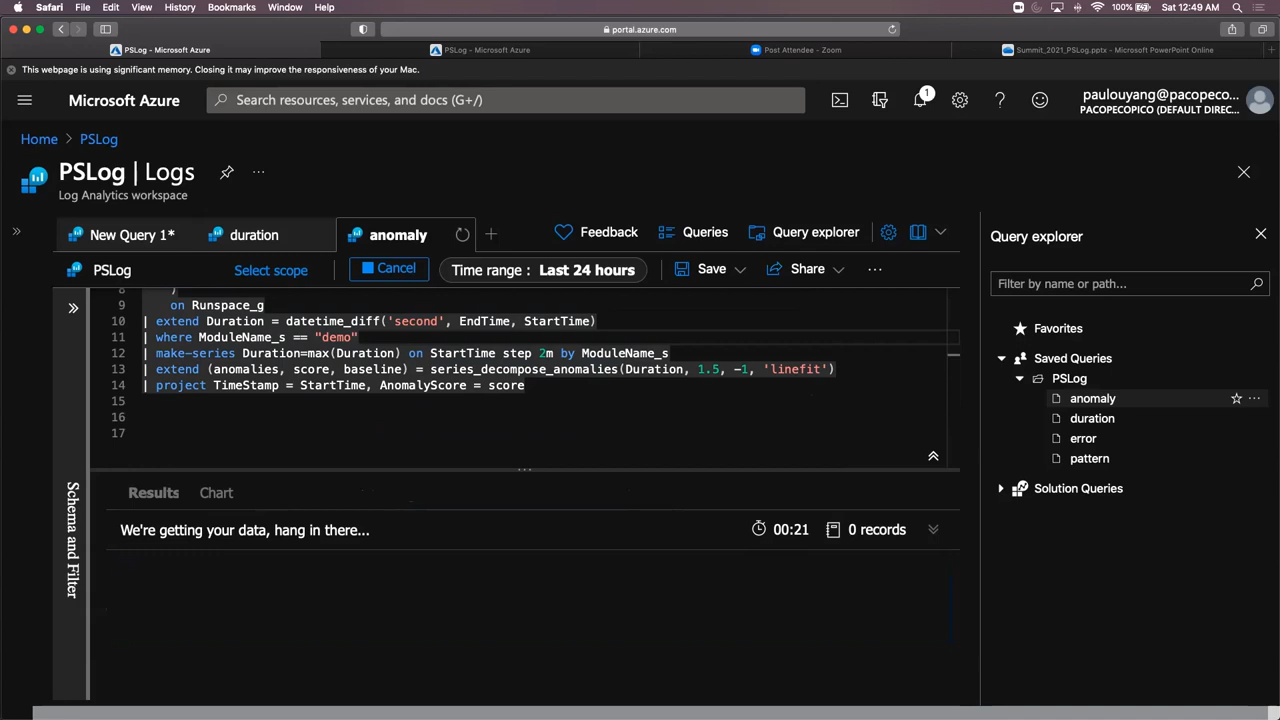 Safari File Edit View History Bookmarks Window Help 100% Sat 12:49 AM
portal.azure.com
PSLog - Microsoft Azure PSLog - Microsoft Azure Post Attendee - Zoom Summit_2021_PSLog.pptx - Microsoft PowerPoint Online
This webpage is using significant memory. Closing it may improve the responsiveness of your Mac.
Microsoft Azure Search resources, services, and docs (G+/) 1 paulouyang@pacopeco...
PACOPECOPICO (DEFAULT DIREC...
Home > PSLog
PSLog | Logs ...
Log Analytics workspace
New Query 1* duration anomaly Feedback Queries Query explorer
PSLog Select scope Cancel Time range : Last 24 hours Save Share ...
8 )
9 on Runspace_g
10 | extend Duration = datetime_diff('second', EndTime, StartTime)
11 | where ModuleName_s == "demo"
12 | make-series Duration=max(Duration) on StartTime step 2m by ModuleName_s
13 | extend (anomalies, score, baseline) = series_decompose_anomalies(Duration, 1.5, -1, 'linefit')
14 | project TimeStamp = StartTime, AnomalyScore = score
15
16
17
Schema and Filter
Results Chart
We're getting your data, hang in there... 00:21 0 records
Query explorer
Filter by name or path...
Favorites
Saved Queries
PSLog
anomaly ...
duration
error
pattern
Solution Queries